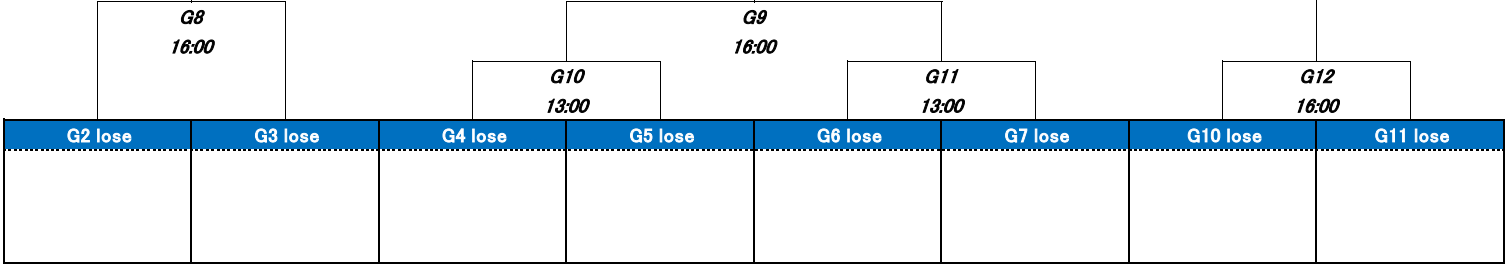 G8
16:00
G9
16:00
G10
13:00
G11
13:00
G12
16:00
G2 lose
G3 lose
G4 lose
G5 lose
G6 lose
G7 lose
G10 lose
G11 lose